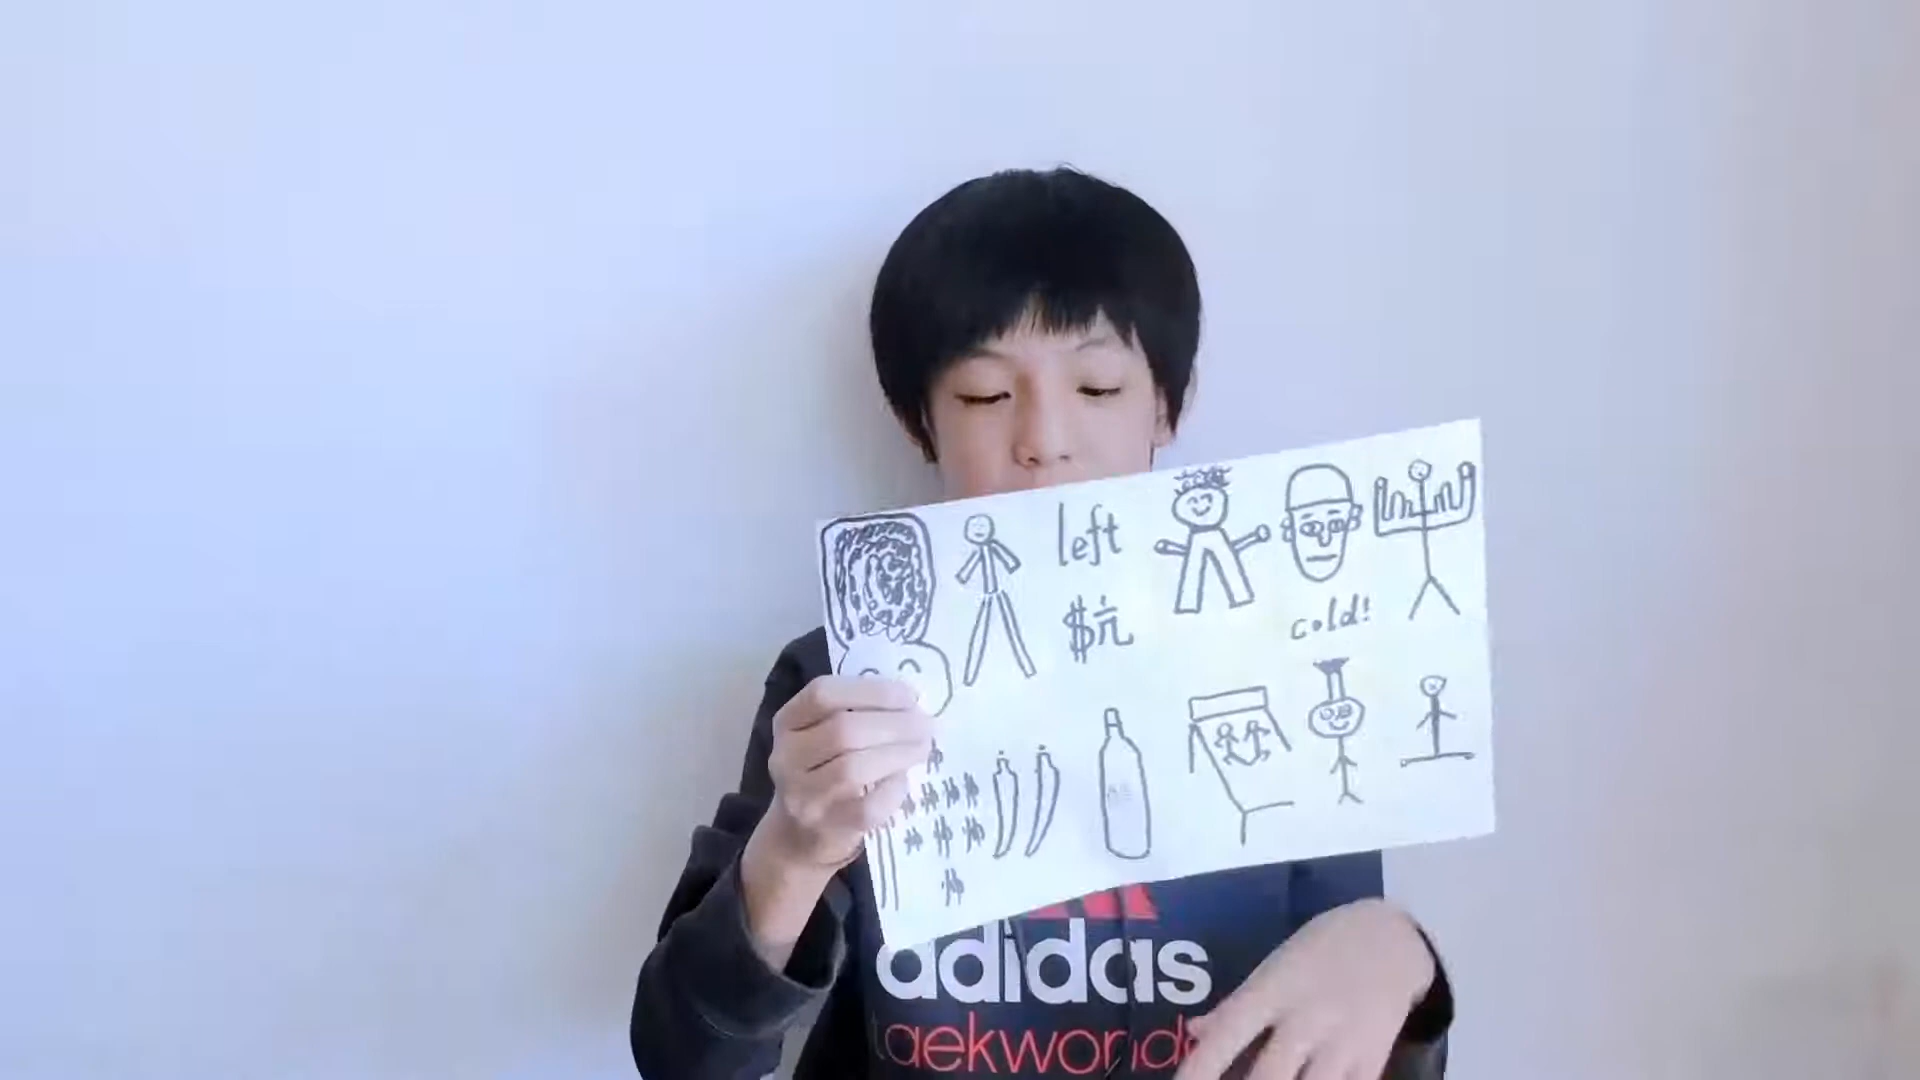 left
$元
cold!
adidas
taekwondo